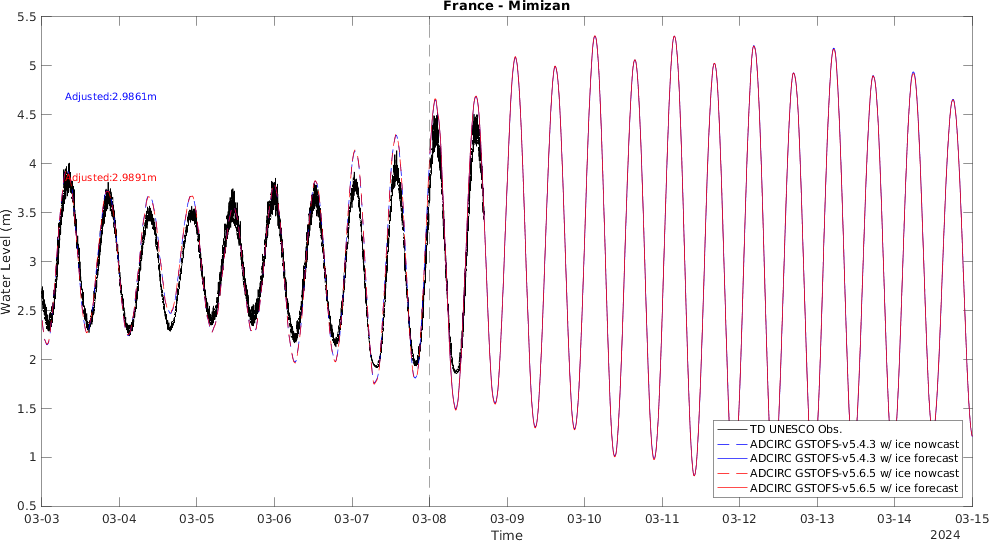 France - Mimizan
5.5
5
4.5
4
3.5
3
2.5
2
1.5
1
0.5
Water Level (m)
Adjusted:2.9861m
Adjusted:2.9891m
TD UNESCO Obs.
ADCIRC GSTOFS-v5.4.3 w/ ice nowcast
ADCIRC GSTOFS-v5.4.3 w/ ice forecast
ADCIRC GSTOFS-v5.6.5 w/ ice nowcast
ADCIRC GSTOFS-v5.6.5 w/ ice forecast
03-03 03-04 03-05 03-06 03-07 03-08 03-09 03-10 03-11 03-12 03-13 03-14 03-15
Time
2024